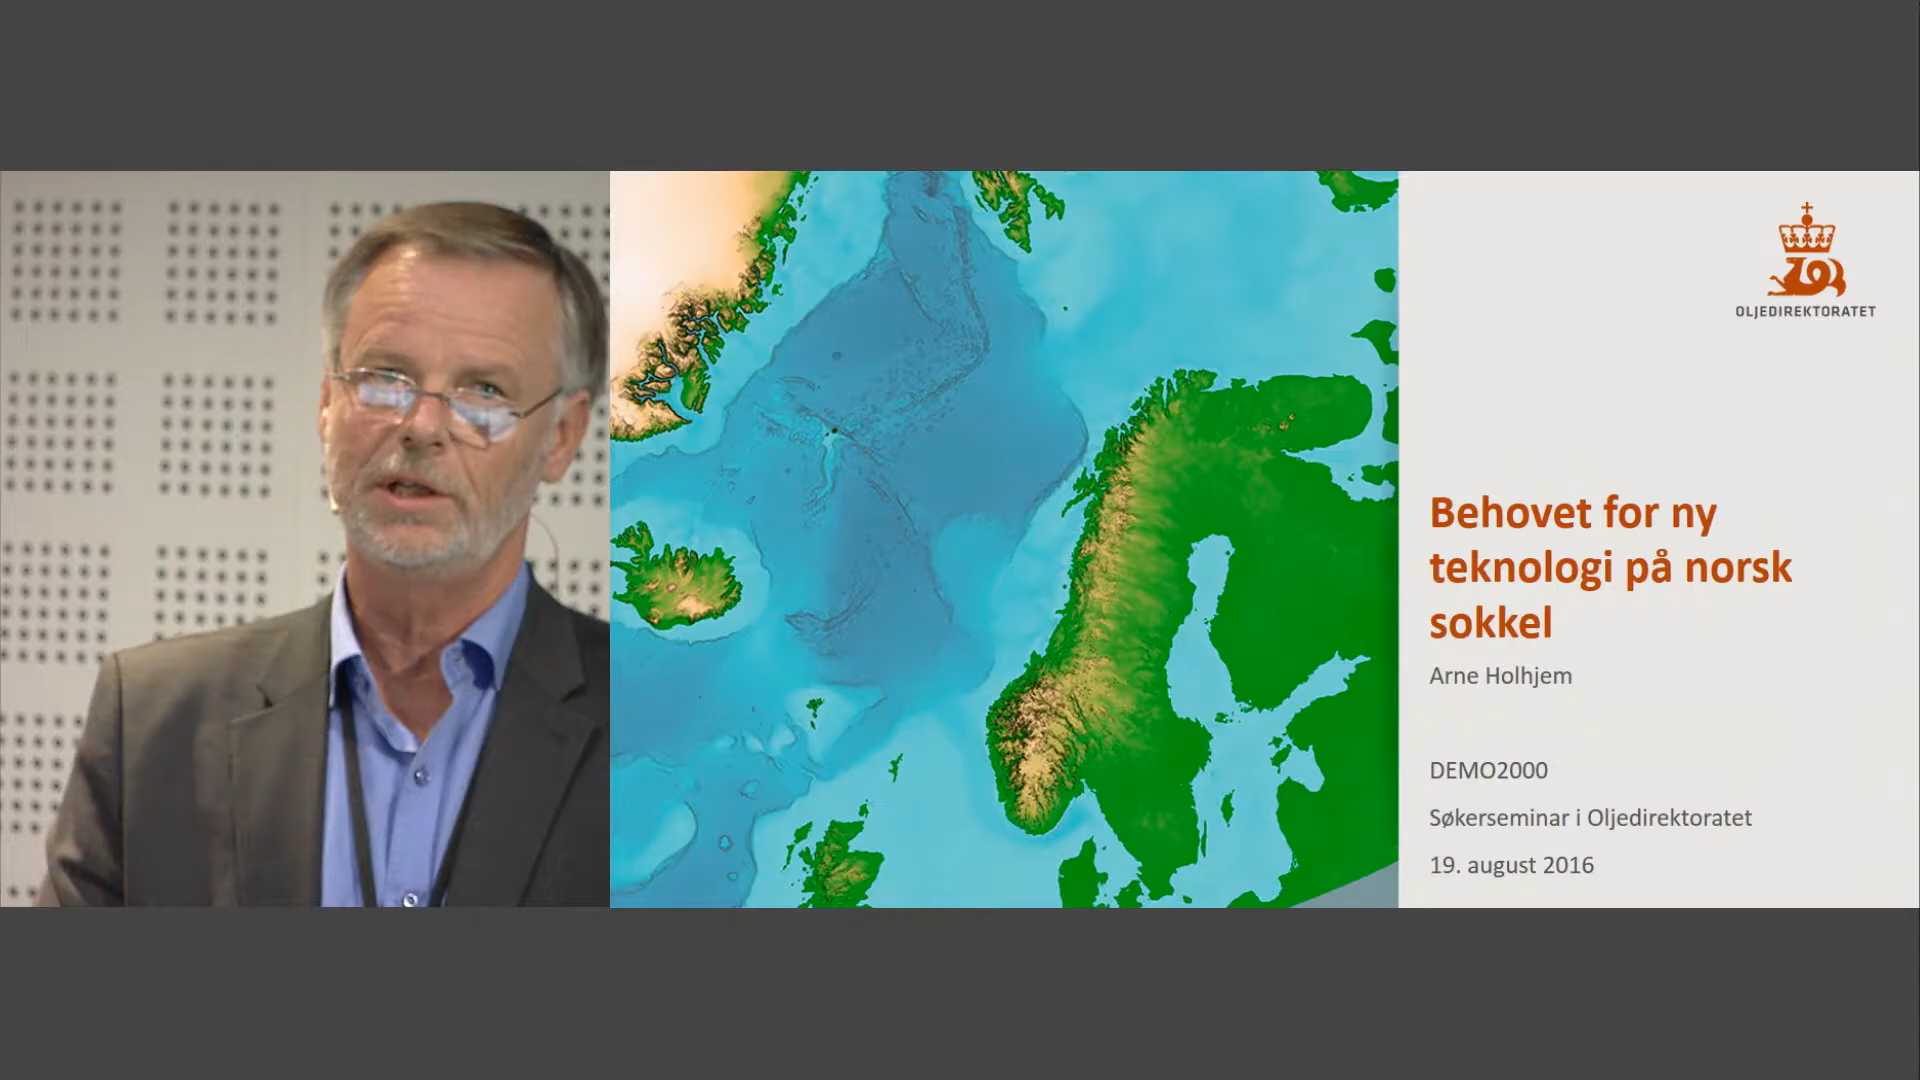 OLJEDIREKTORATET
Behovet for ny
teknologi på norsk
sokkel
Arne Holhjem
DEMO2000
Søkerseminar i Oljedirektoratet
19. august 2016